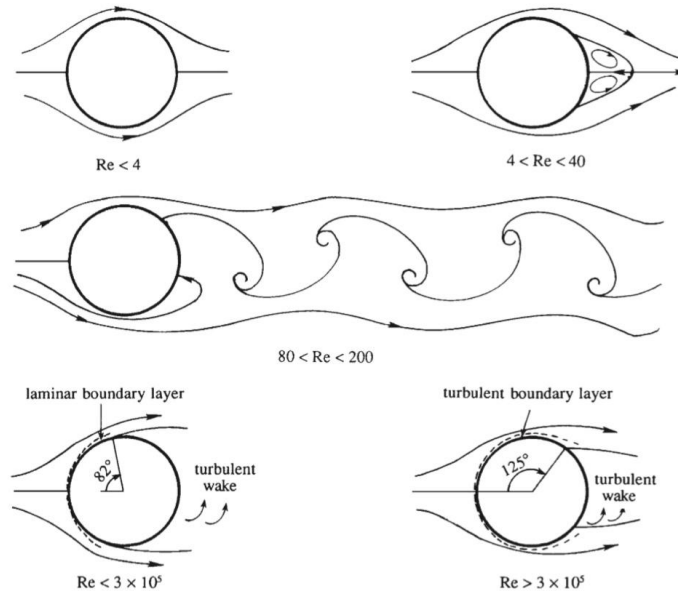 Re < 4
4 < Re < 40
80 < Re < 200
laminar boundary layer
82°
turbulent
wake
Re < 3 × 10⁵
turbulent boundary layer
125°
turbulent
wake
Re > 3 × 10⁵